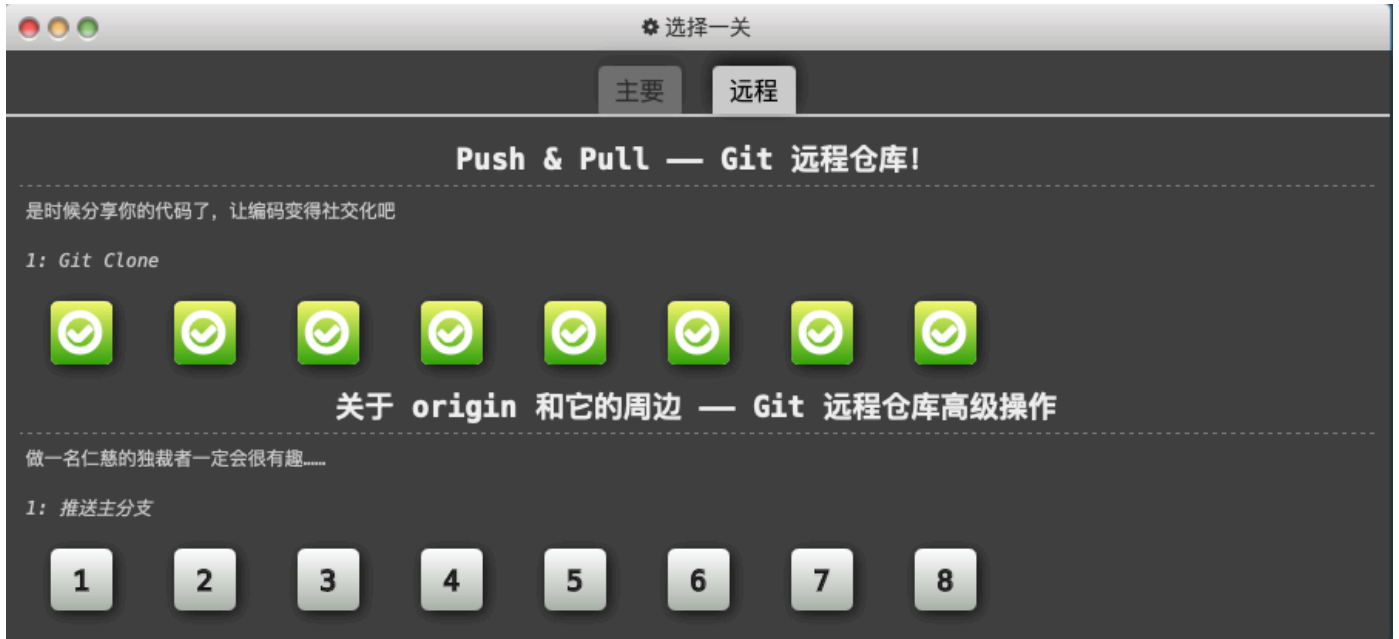 选择一关
主要 远程
Push & Pull —— Git 远程仓库!
是时候分享你的代码了，让编码变得社交化吧
1: Git Clone
关于 origin 和它的周边 —— Git 远程仓库高级操作
做一名仁慈的独裁者一定会很有趣……
1: 推送主分支
1 2 3 4 5 6 7 8